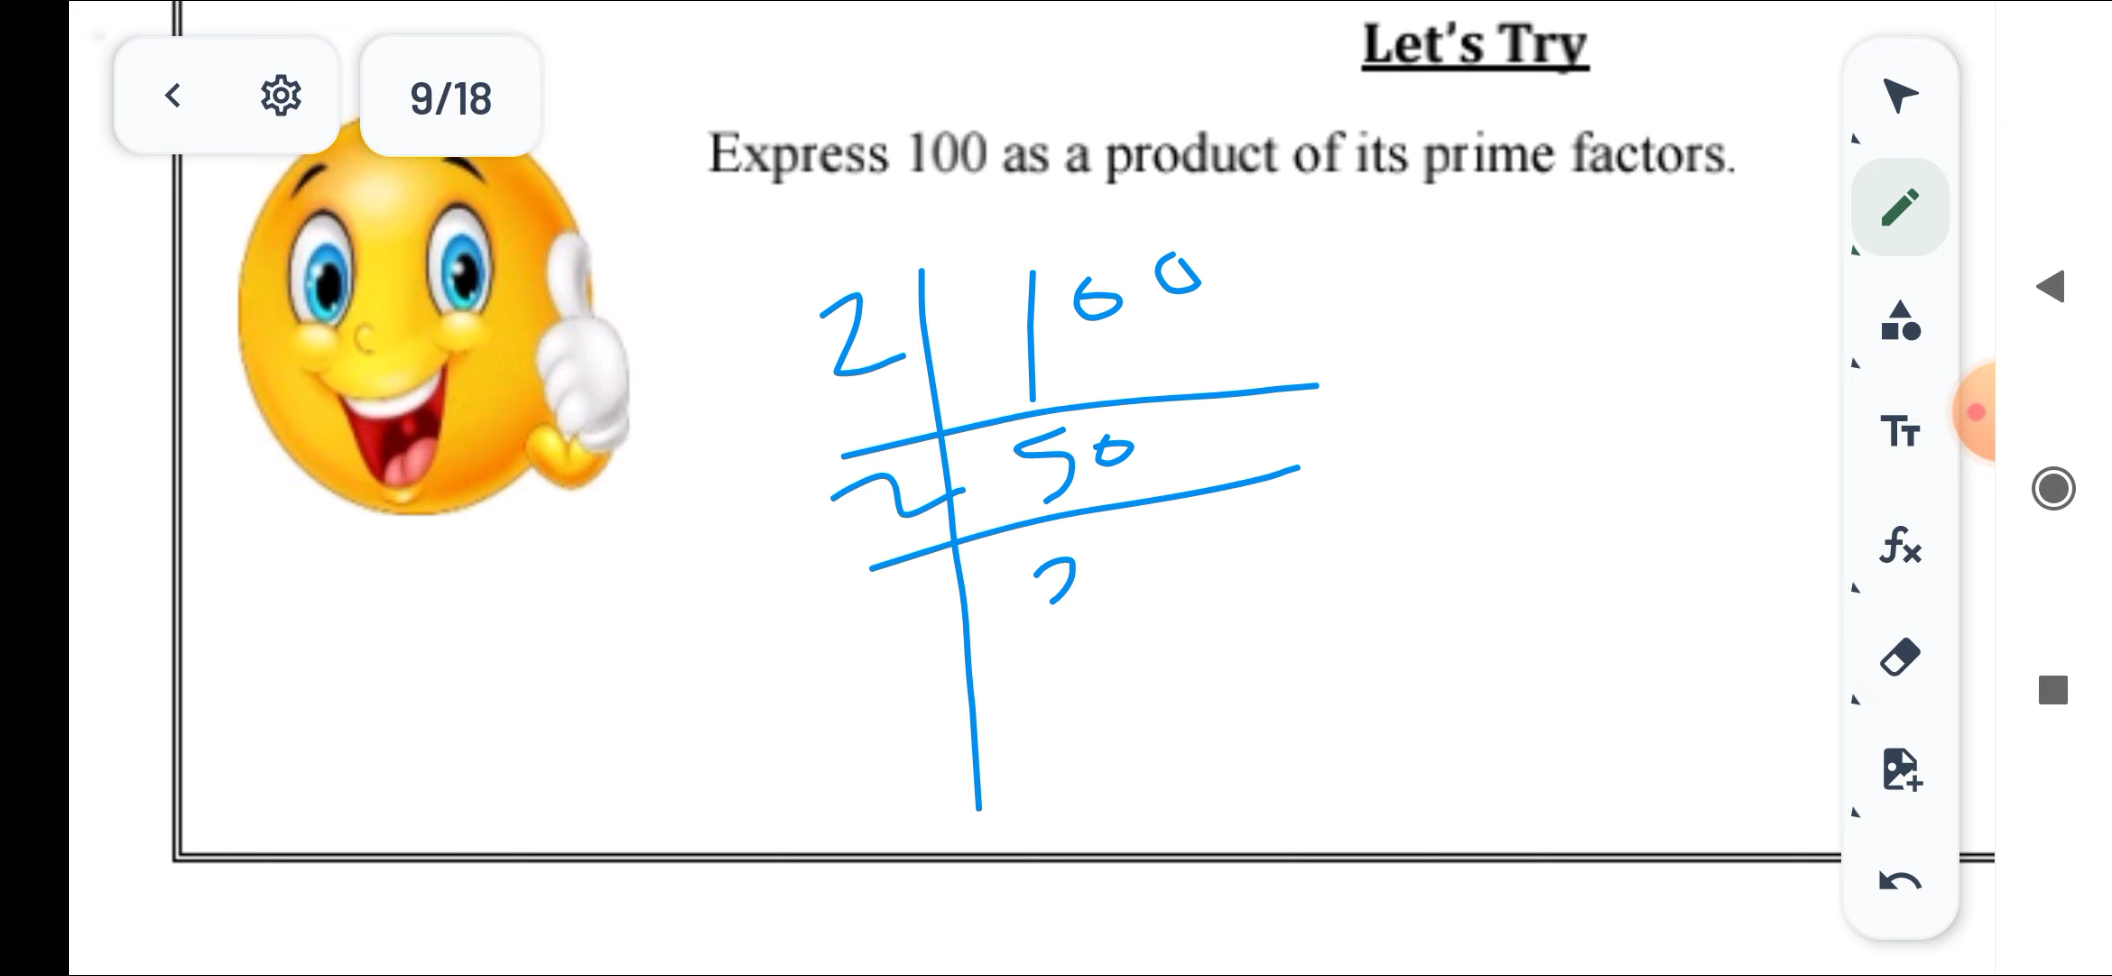 Let's Try
9/18
Express 100 as a product of its prime factors.
2 100
2 50